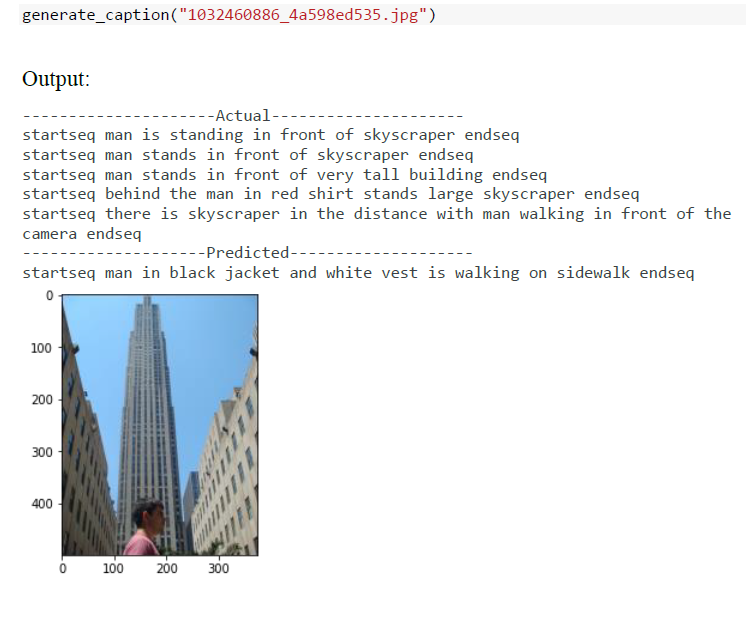 generate_caption("1032460886_4a598ed535.jpg")
Output:
---------------------Actual---------------------
startseq man is standing in front of skyscraper endseq
startseq man stands in front of skyscraper endseq
startseq man stands in front of very tall building endseq
startseq behind the man in red shirt stands large skyscraper endseq
startseq there is skyscraper in the distance with man walking in front of the
camera endseq
--------------------Predicted--------------------
startseq man in black jacket and white vest is walking on sidewalk endseq
0
100
200
300
400
0 100 200 300